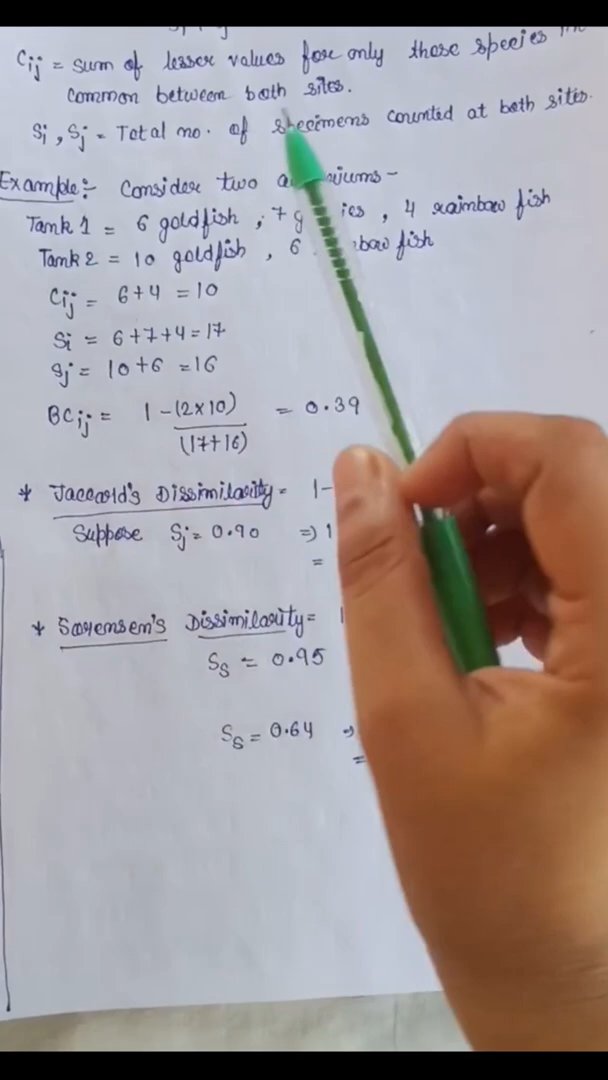 Cij = sum of lesser values for only those species in
common between both sites.
Si, Sj = Total no. of specimens counted at both sites.
Example:- Consider two
Tank 1 = 6 goldfish, 7 , 4 rainbow fish
Tank 2 = 10 goldfish, 6 fish
Cij = 6+4 = 10
Si = 6+7+4 = 17
Sj = 10+6 = 16
BCij = 1 - (2×10) / (17+16) = 0.39
* Jaccard's Dissimilarity = 1-
Suppose Sj = 0.90 ⇒ 1
=
* Sorensen's Dissimilarity = 1
Ss = 0.95
Ss = 0.64 ⇒
=